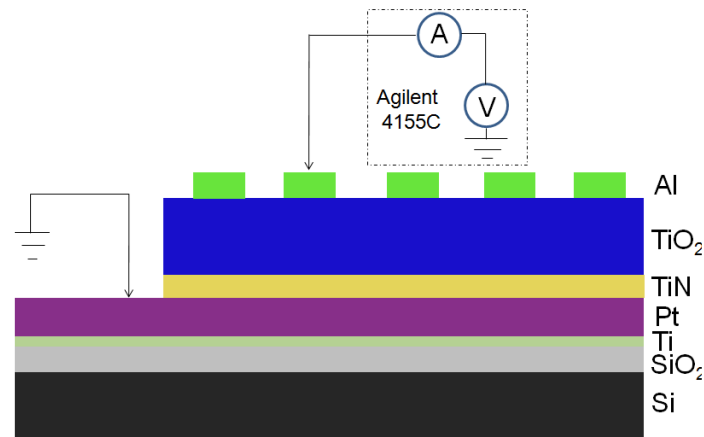 A
Agilent
4155C
V
Al
TiO₂
TiN
Pt
Ti
SiO₂
Si